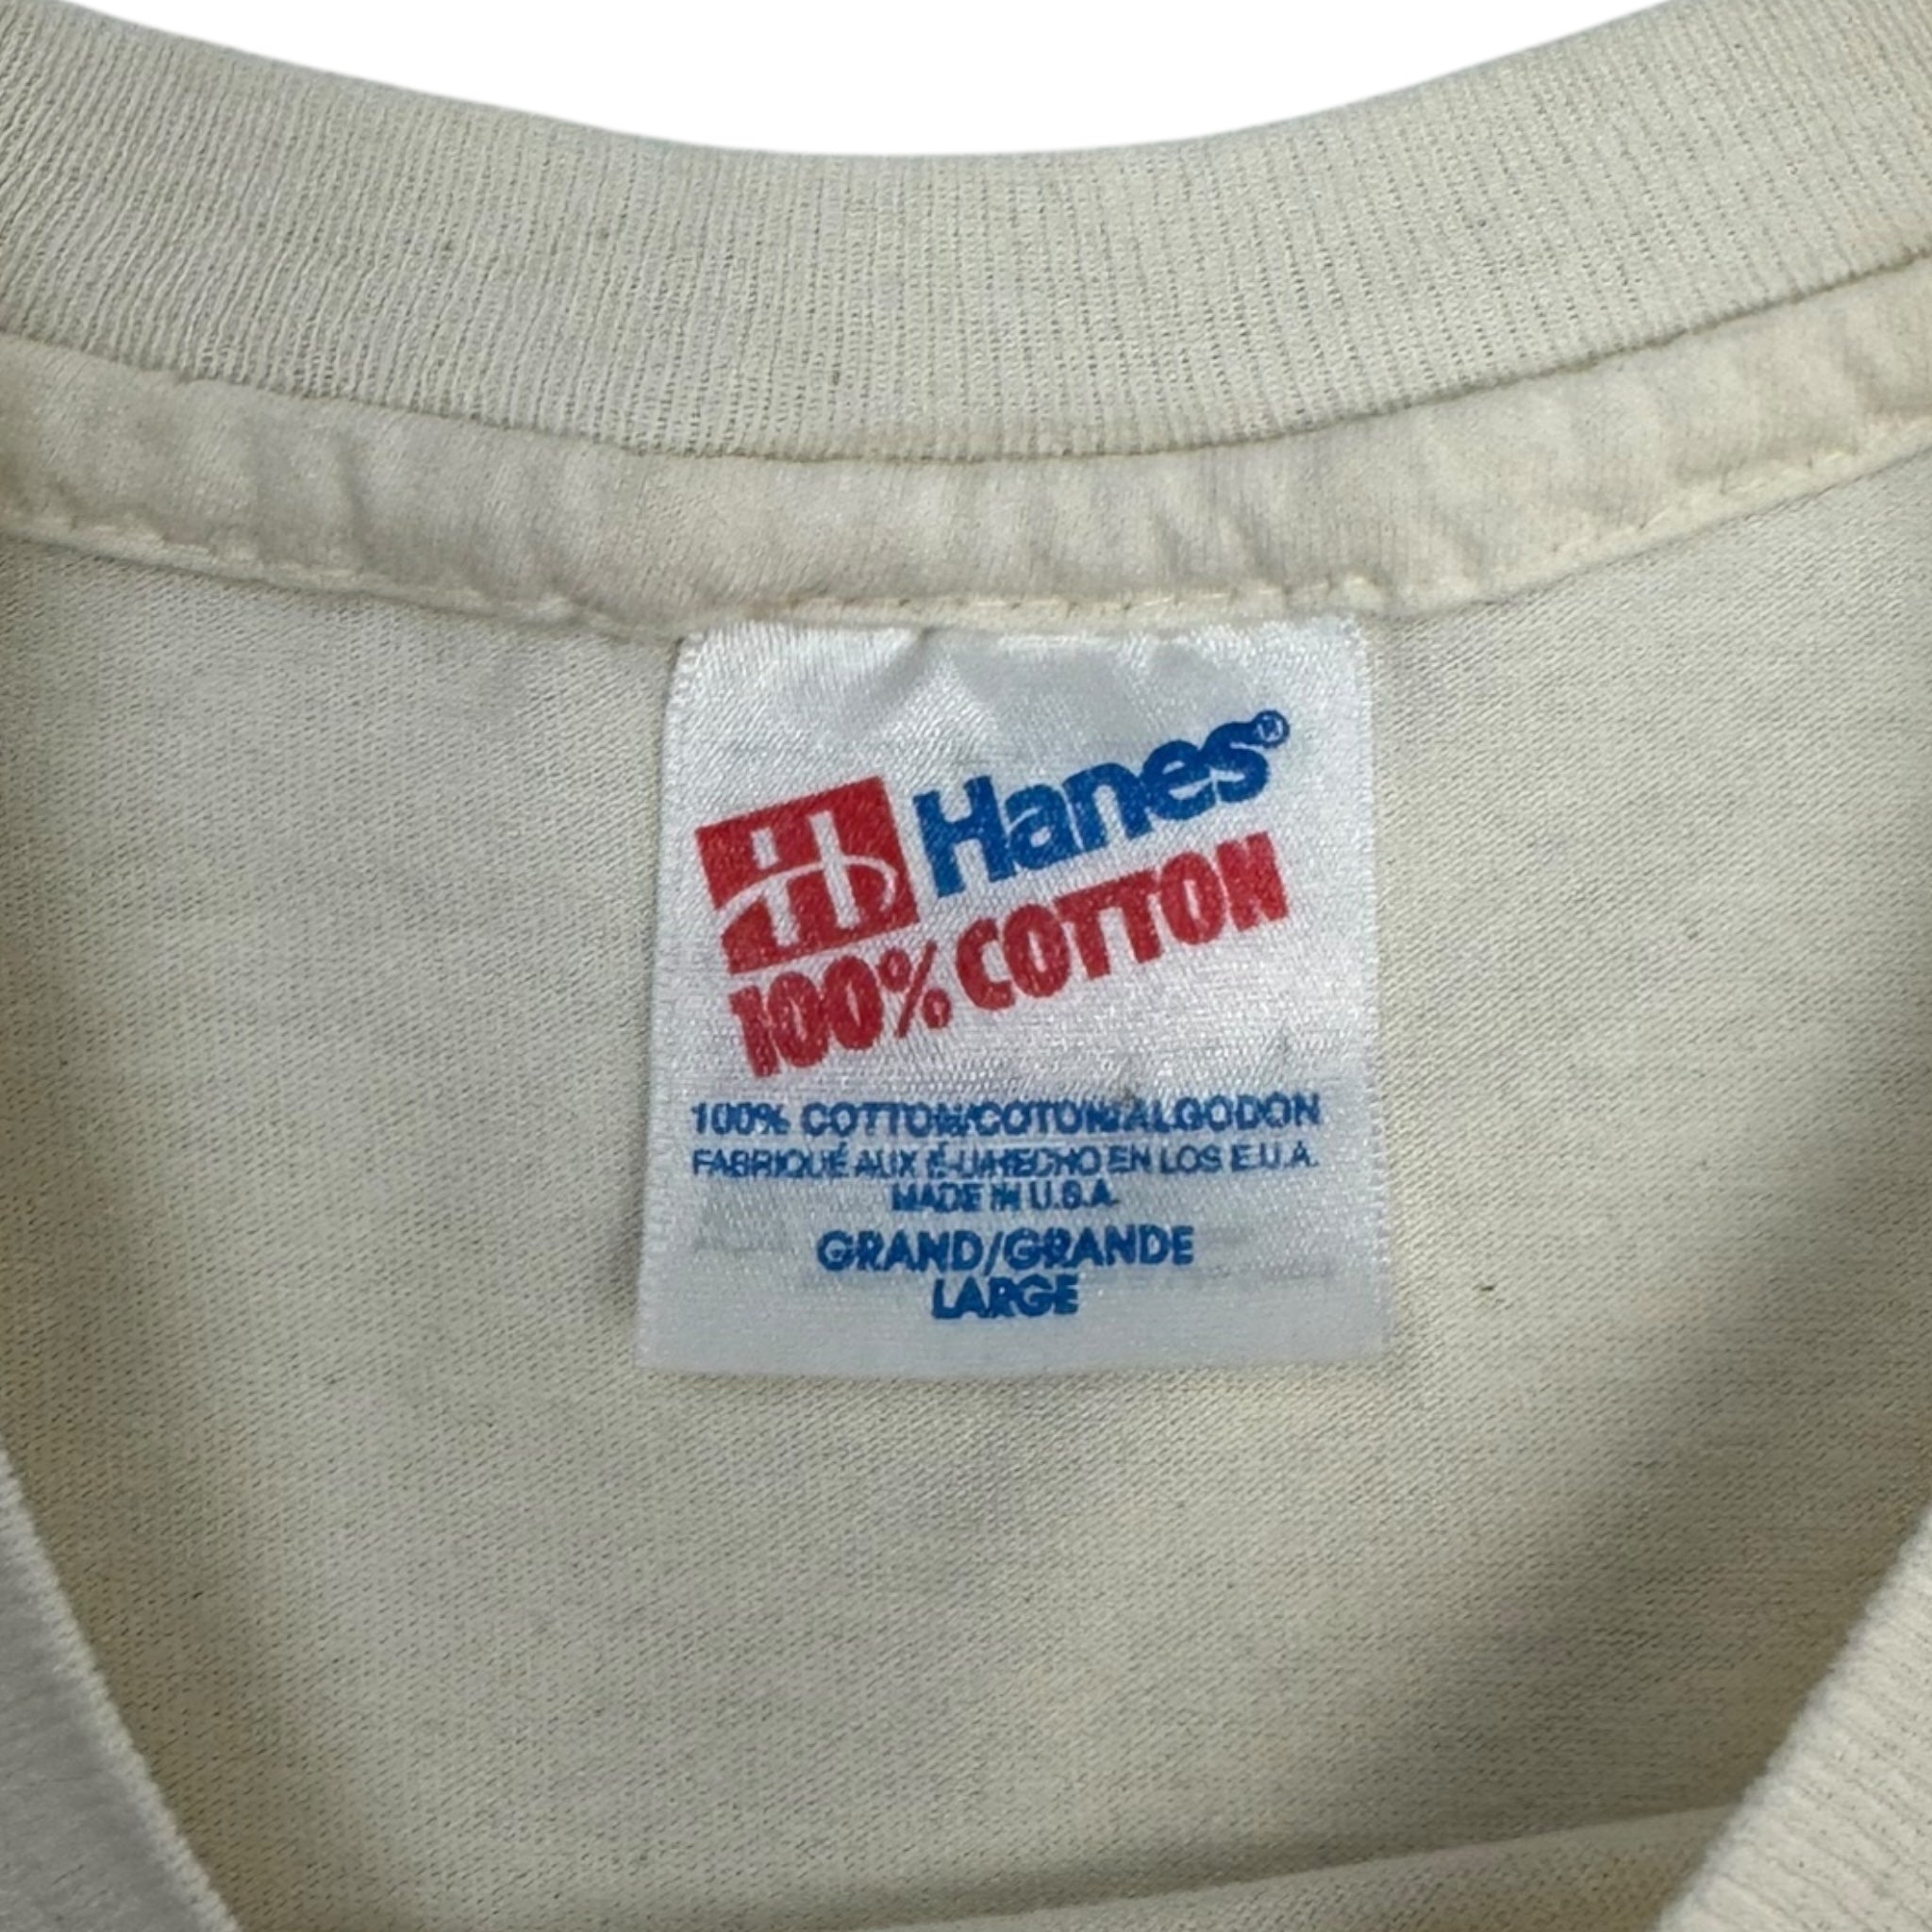 Hanes®
100% COTTON
100% COTTON/COTON/ALGODON
FABRIQUÉ AUX É-U/HECHO EN LOS E.U.A.
MADE IN U.S.A.
GRAND/GRANDE
LARGE